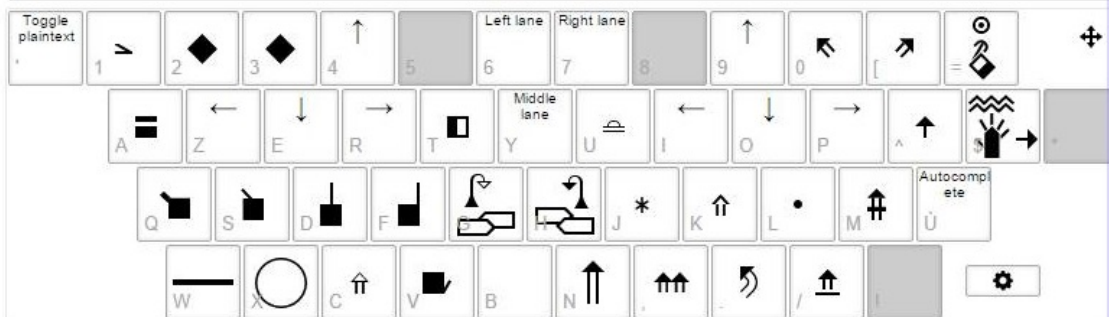 Toggle plaintext ' 1 2 3 4 5 Left lane 6 Right lane 7 8 9 0 [ =
A Z E R T Middle lane Y U I O P ^ $ *
Q S D F G H J K L M Autocomplete Ù
W X C V B N , . / !